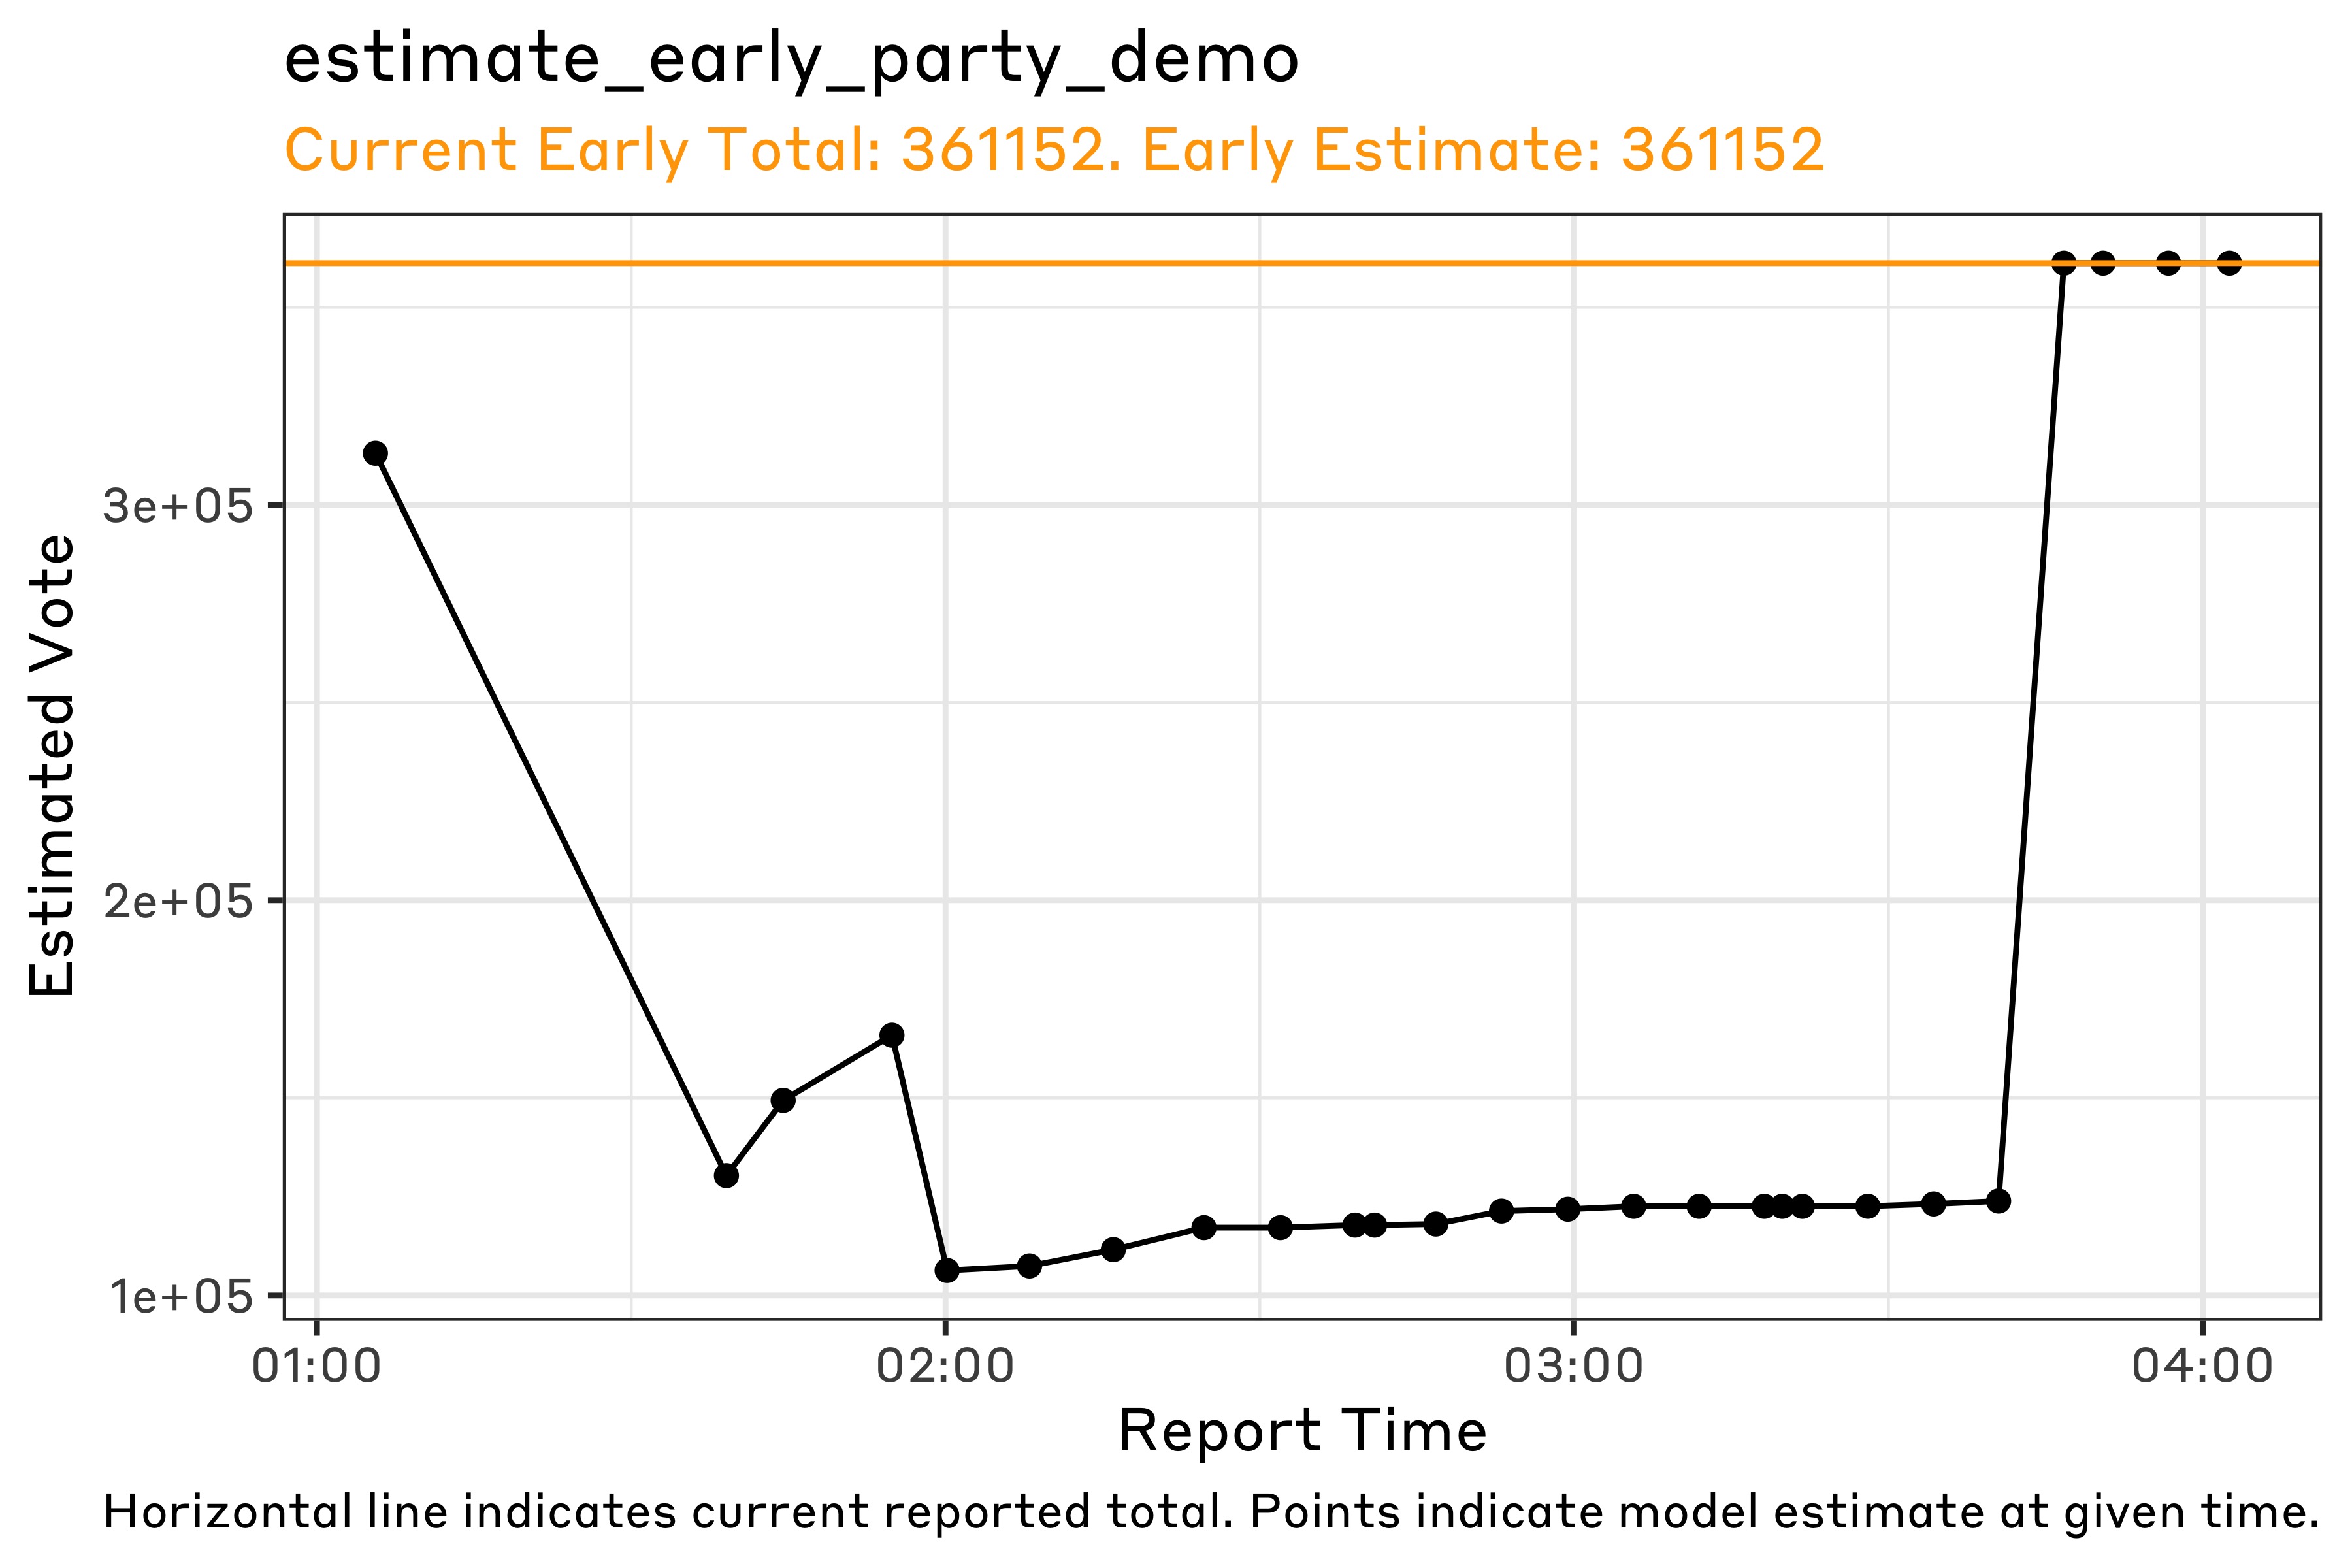 estimate_early_party_demo
Current Early Total: 361152. Early Estimate: 361152
Estimated Vote
3e+05
2e+05
1e+05
01:00 02:00 03:00 04:00
Report Time
Horizontal line indicates current reported total. Points indicate model estimate at given time.